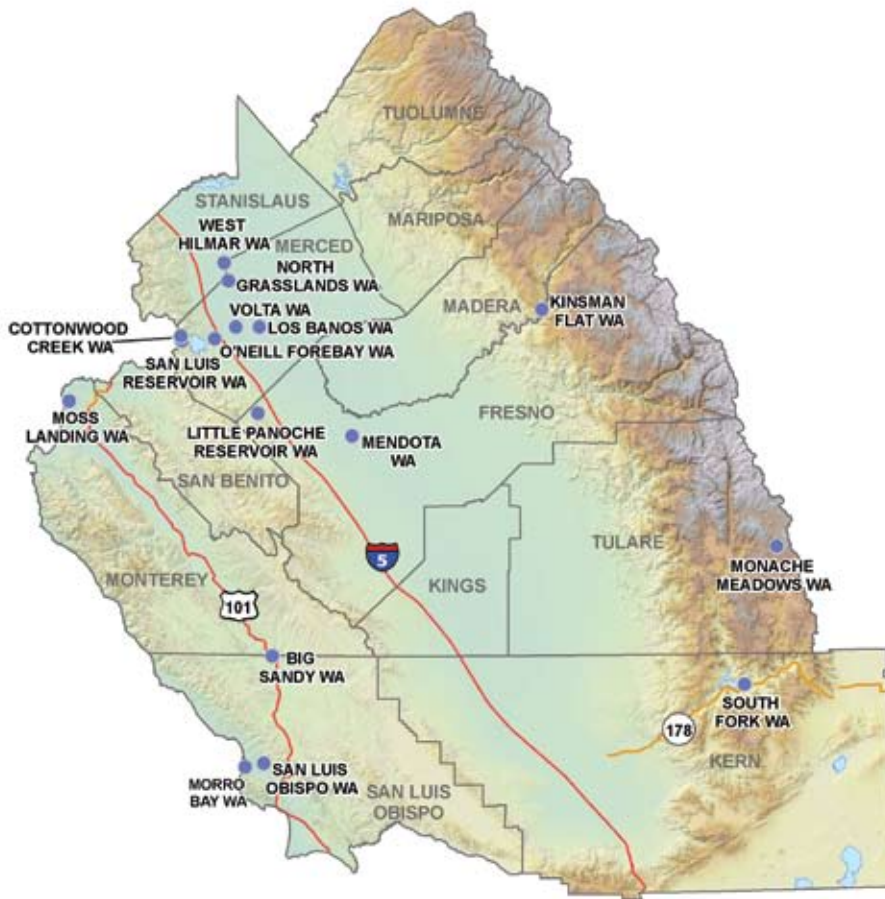 TUOLUMNE
STANISLAUS
MARIPOSA
WEST
HILMAR WA
MERCED
NORTH
GRASSLANDS WA
MADERA
KINSMAN
FLAT WA
VOLTA WA
LOS BANOS WA
COTTONWOOD
CREEK WA
O'NEILL FOREBAY WA
SAN LUIS
RESERVOIR WA
MOSS
LANDING WA
LITTLE PANOCHE
RESERVOIR WA
FRESNO
MENDOTA
WA
SAN BENITO
TULARE
MONACHE
MEADOWS WA
5
KINGS
MONTEREY
101
BIG
SANDY WA
SOUTH
FORK WA
178
KERN
MORRO
BAY WA
SAN LUIS
OBISPO WA
SAN LUIS
OBISPO